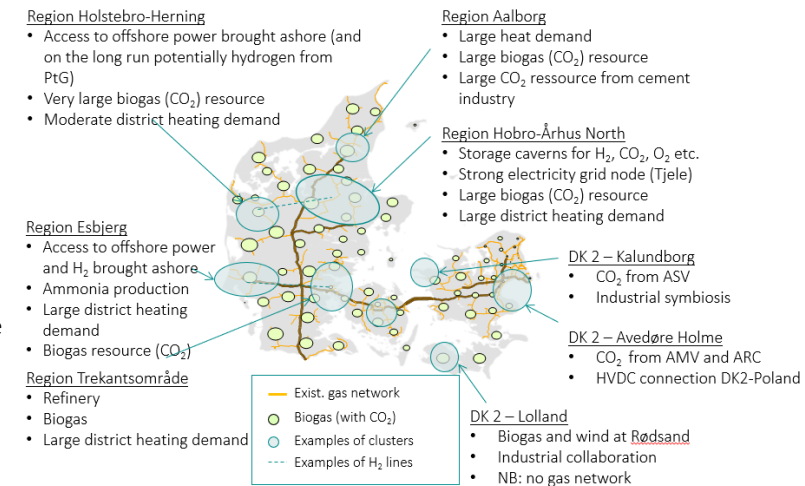 Region Holstebro-Herning
• Access to offshore power brought ashore (and
on the long run potentially hydrogen from
PtG)
• Very large biogas (CO₂) resource
• Moderate district heating demand
Region Aalborg
• Large heat demand
• Large biogas (CO₂) resource
• Large CO₂ ressource from cement
industry
Region Hobro-Århus North
• Storage caverns for H₂, CO₂, O₂ etc.
• Strong electricity grid node (Tjele)
• Large biogas (CO₂) resource
• Large district heating demand
Region Esbjerg
• Access to offshore power
and H₂ brought ashore
• Ammonia production
• Large district heating
demand
• Biogas resource (CO₂)
Region Trekantsområde
• Refinery
• Biogas
• Large district heating demand
DK 2 – Kalundborg
• CO₂ from ASV
• Industrial symbiosis
DK 2 – Avedøre Holme
• CO₂ from AMV and ARC
• HVDC connection DK2-Poland
DK 2 – Lolland
• Biogas and wind at Rødsand
• Industrial collaboration
• NB: no gas network
Exist. gas network
Biogas (with CO₂)
Examples of clusters
Examples of H₂ lines